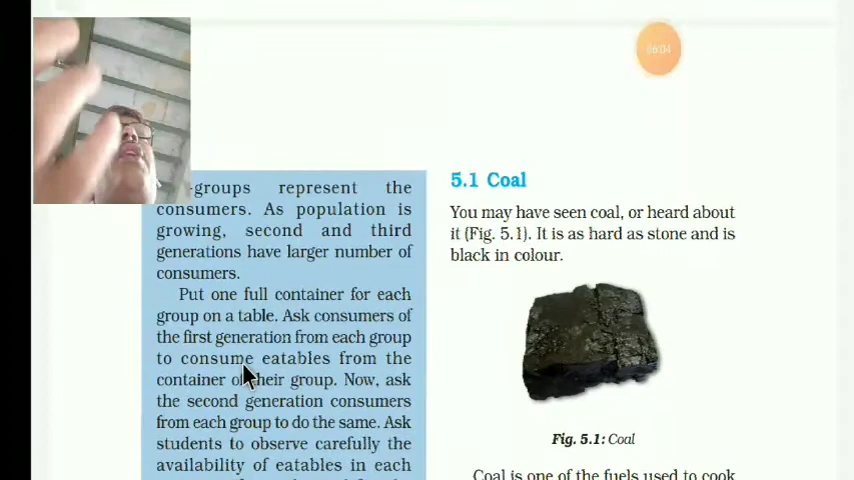 06:04
-groups represent the
consumers. As population is
growing, second and third
generations have larger number of
consumers.
Put one full container for each
group on a table. Ask consumers of
the first generation from each group
to consume eatables from the
container of their group. Now, ask
the second generation consumers
from each group to do the same. Ask
students to observe carefully the
availability of eatables in each
5.1 Coal
You may have seen coal, or heard about
it (Fig. 5.1). It is as hard as stone and is
black in colour.
Fig. 5.1: Coal
Coal is one of the fuels used to cook